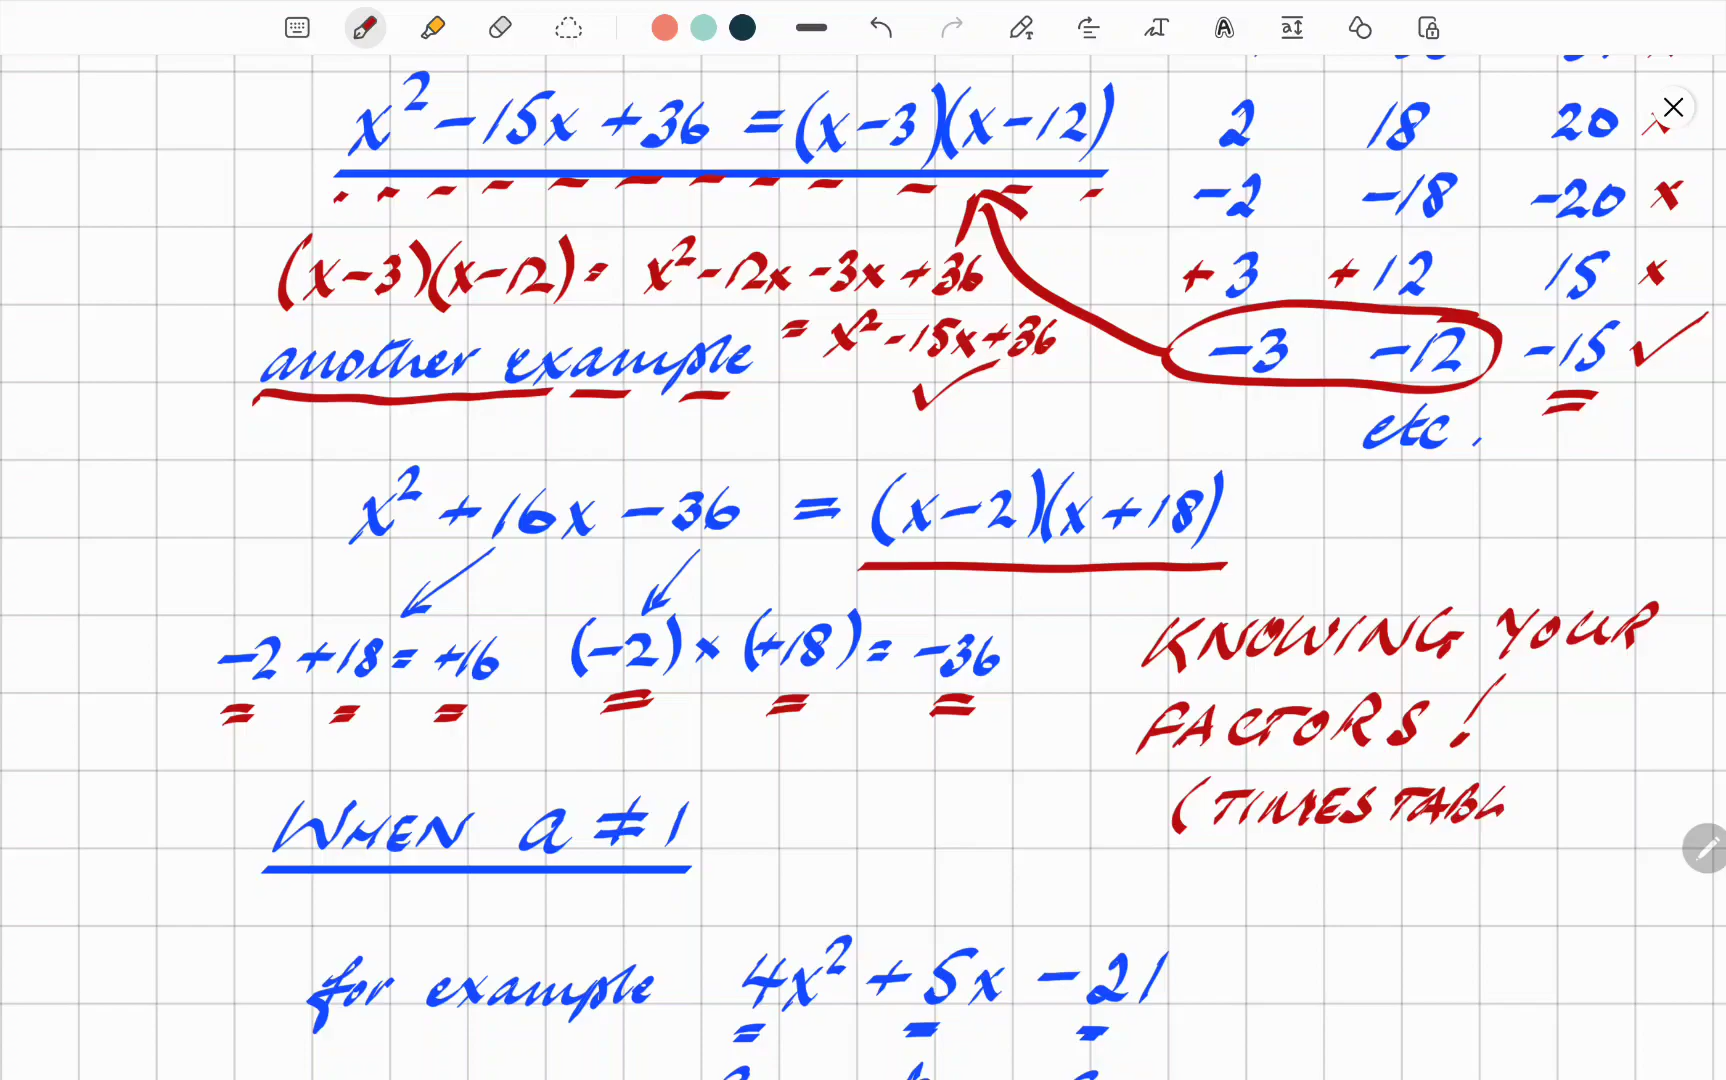 x² - 15x + 36 = (x-3)(x-12)
2 18 20 x
-2 -18 -20 x
(x-3)(x-12) = x² - 12x - 3x + 36
+3 +12 15 x
= x² - 15x + 36 ✓
another example
-3 -12 -15 ✓
etc.
x² + 16x - 36 = (x-2)(x+18)
-2 + 18 = +16 (-2) × (+18) = -36
KNOWING YOUR
FACTORS!
(TIMES TABL
WHEN a ≠ 1
for example 4x² + 5x - 21